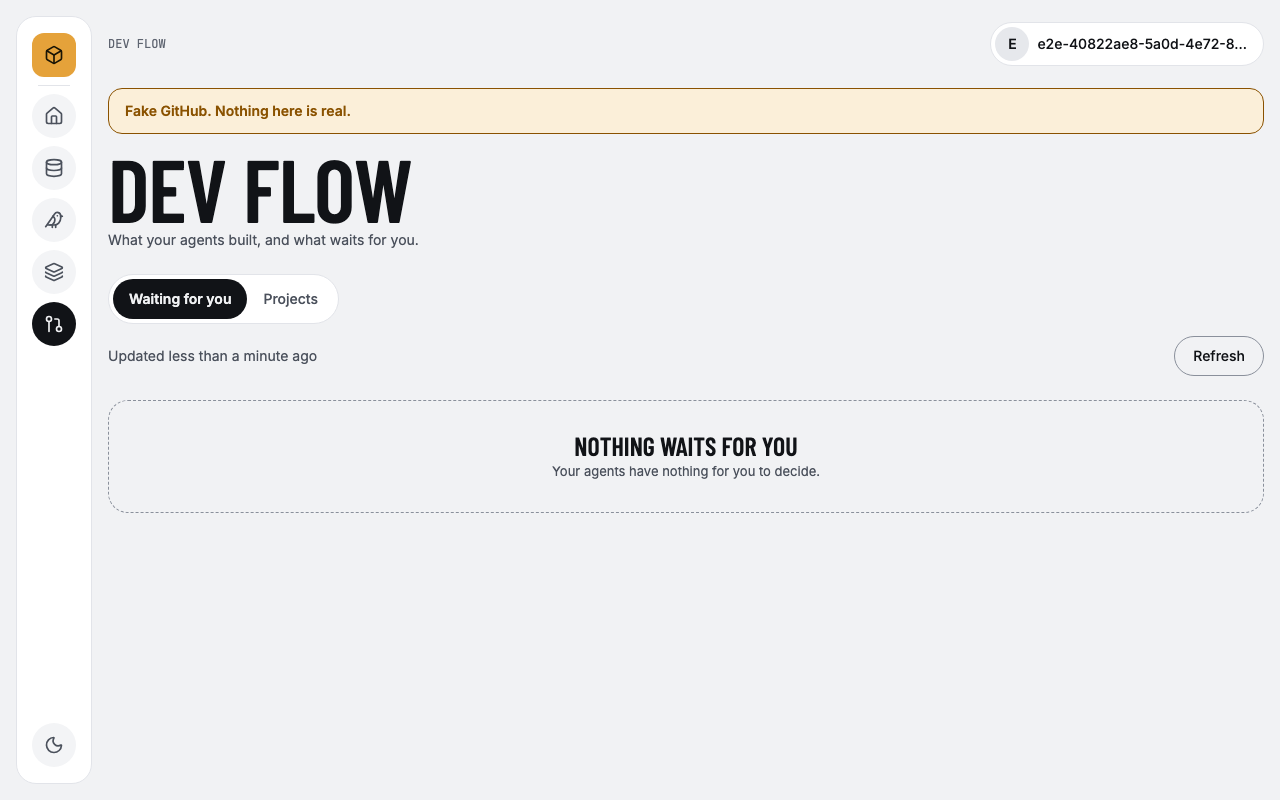 DEV FLOW
E
e2e-40822ae8-5a0d-4e72-8...
Fake GitHub. Nothing here is real.
DEV FLOW
What your agents built, and what waits for you.
Waiting for you
Projects
Updated less than a minute ago
Refresh
NOTHING WAITS FOR YOU
Your agents have nothing for you to decide.